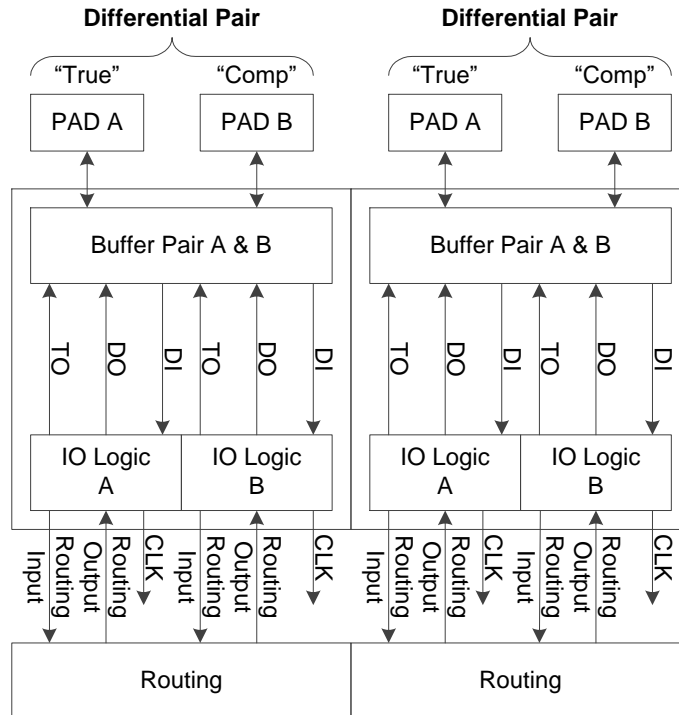 Differential Pair
Differential Pair
“True”
“Comp”
“True”
“Comp”
PAD A
PAD B
PAD A
PAD B
Buffer Pair A & B
Buffer Pair A & B
TO
DO
DI
TO
DO
DI
TO
DO
DI
TO
DO
DI
IO Logic
A
IO Logic
B
IO Logic
A
IO Logic
B
Routing
Input
Routing
Output
CLK
Routing
Input
Routing
Output
CLK
Routing
Input
Routing
Output
CLK
Routing
Input
Routing
Output
CLK
Routing
Routing